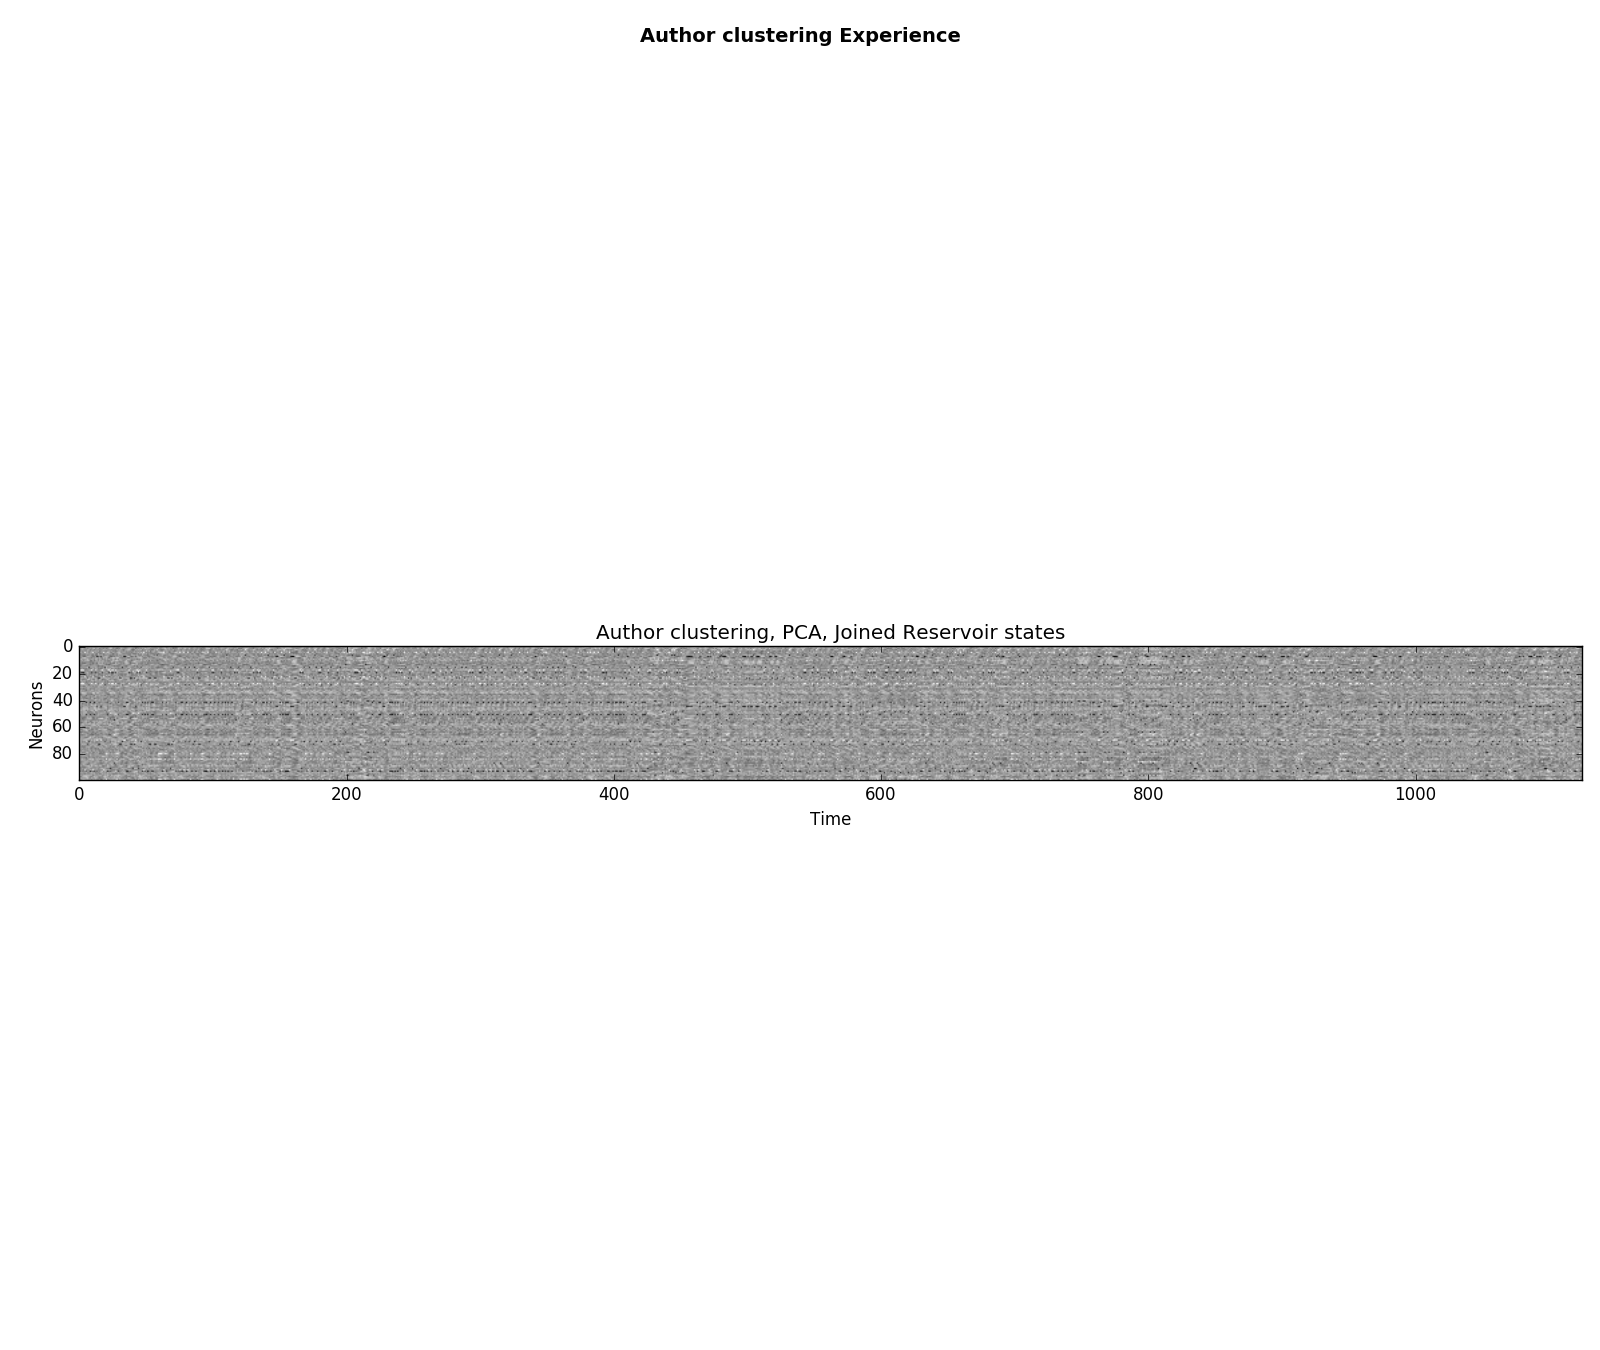 Author clustering Experience
Author clustering, PCA, Joined Reservoir states
0
20
40
60
80
Neurons
0 200 400 600 800 1000
Time